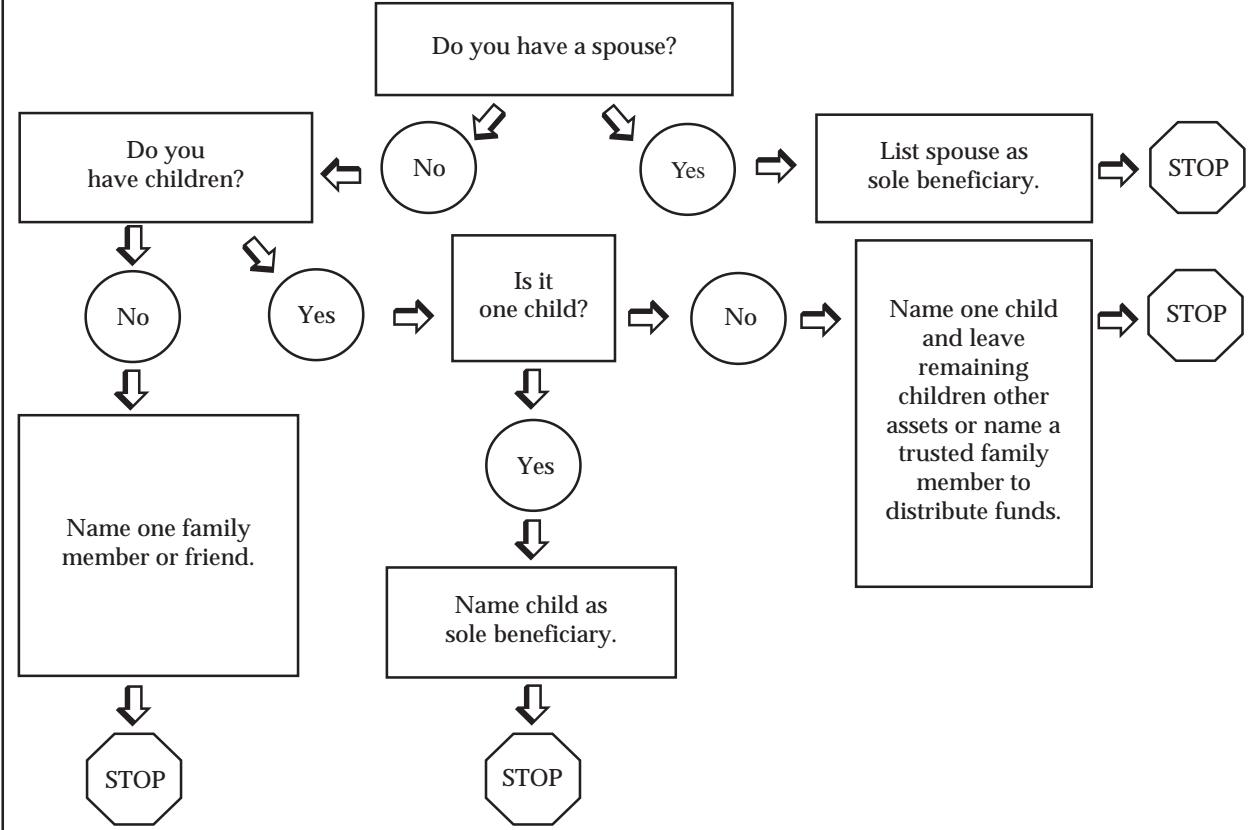 Do you have a spouse?
No
Yes
List spouse as
sole beneficiary.
STOP
Do you
have children?
No
Yes
Is it
one child?
No
Name one child
and leave
remaining
children other
assets or name a
trusted family
member to
distribute funds.
STOP
Yes
Name one family
member or friend.
Name child as
sole beneficiary.
STOP
STOP